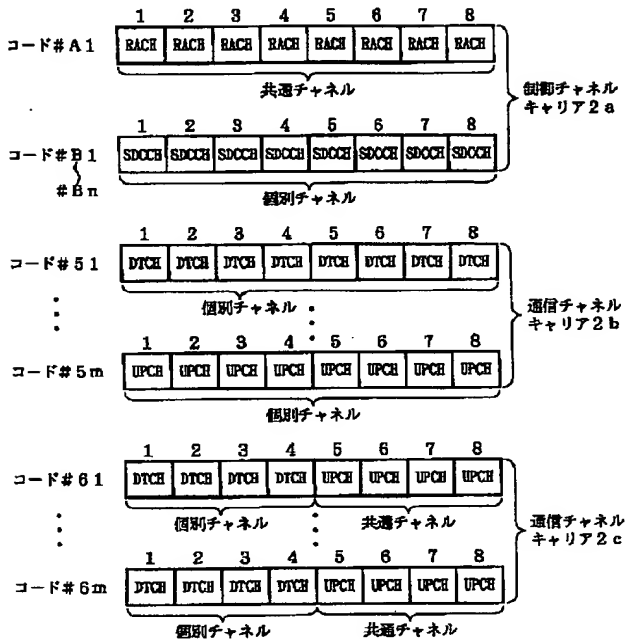 1 2 3 4 5 6 7 8
コード#A1 RACH RACH RACH RACH RACH RACH RACH RACH
共通チャネル
制御チャネル
キャリア2a
1 2 3 4 5 6 7 8
コード#B1 SDCCH SDCCH SDCCH SDCCH SDCCH SDCCH SDCCH SDCCH
#Bn
個別チャネル
1 2 3 4 5 6 7 8
コード#51 DTCH DTCH DTCH DTCH DTCH DTCH DTCH DTCH
個別チャネル
通信チャネル
キャリア2b
1 2 3 4 5 6 7 8
コード#5m UPCH UPCH UPCH UPCH UPCH UPCH UPCH UPCH
個別チャネル
1 2 3 4 5 6 7 8
コード#61 DTCH DTCH DTCH DTCH UPCH UPCH UPCH UPCH
個別チャネル 共通チャネル
通信チャネル
キャリア2c
1 2 3 4 5 6 7 8
コード#6m DTCH DTCH DTCH DTCH UPCH UPCH UPCH UPCH
個別チャネル 共通チャネル